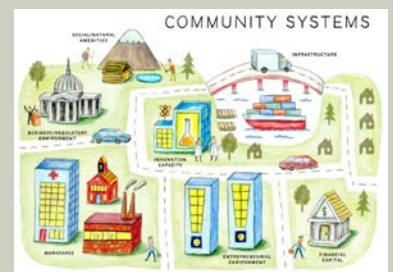 COMMUNITY SYSTEMS
SOCIAL/NATURAL
AMENITIES
INFRASTRUCTURE
BUSINESS/REGULATORY
ENVIRONMENT
INNOVATION
CAPACITY
WORKFORCE
ENTREPRENEURIAL
ENVIRONMENT
FINANCIAL
CAPITAL
$